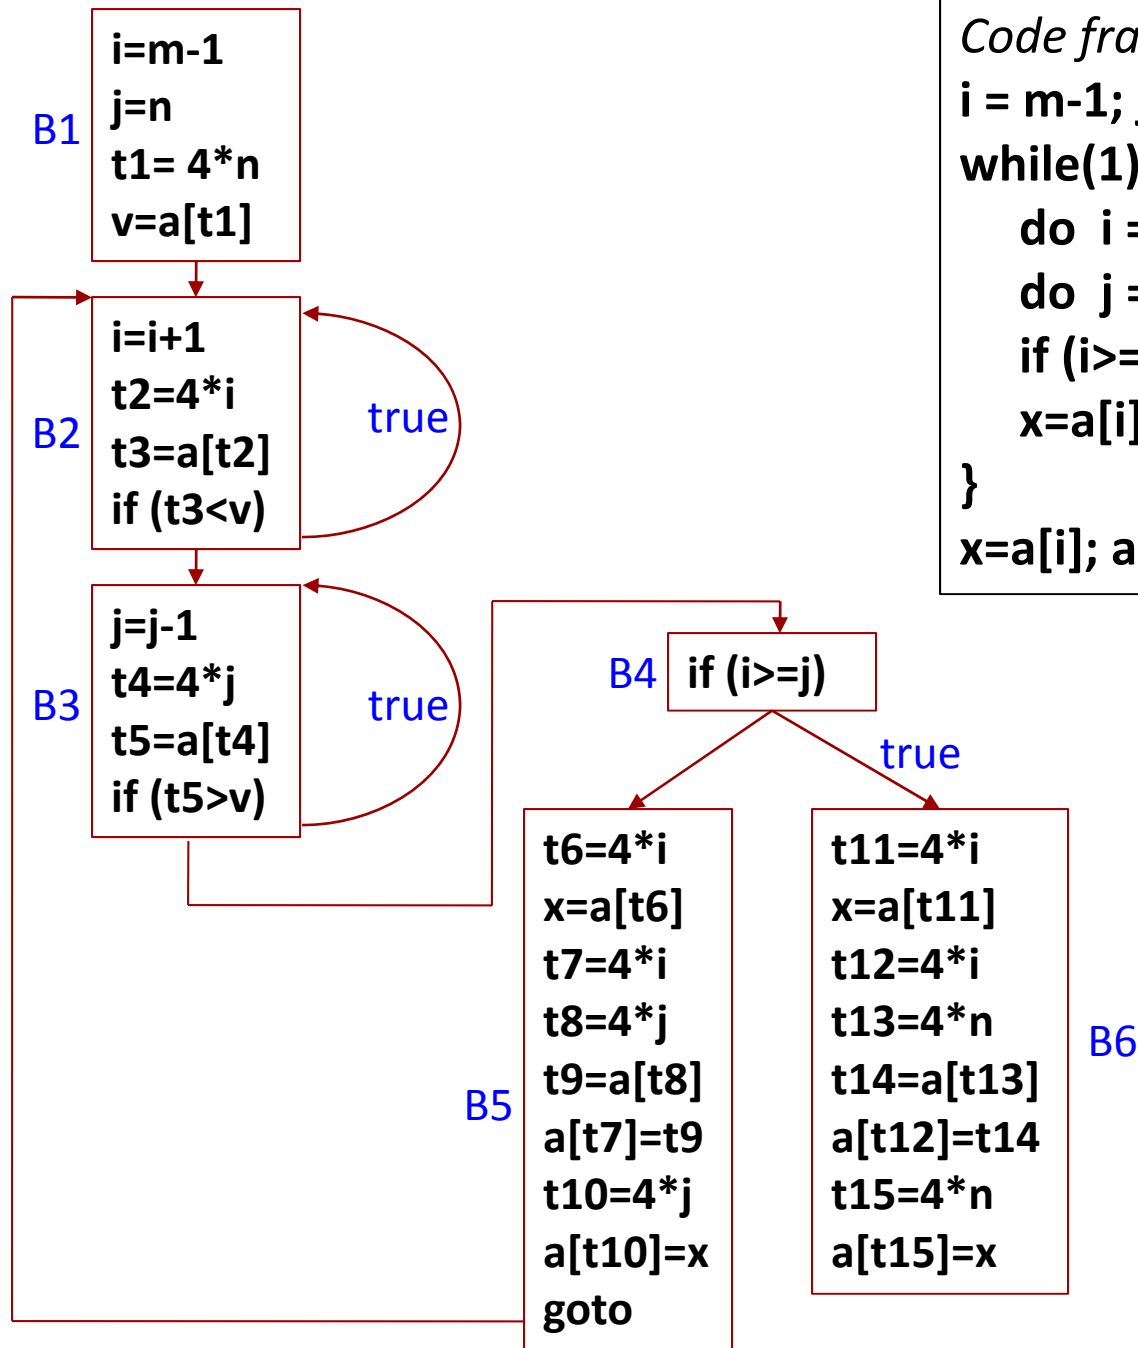 B1
i=m-1
j=n
t1= 4*n
v=a[t1]
B2
i=i+1
t2=4*i
t3=a[t2]
if (t3<v)
true
B3
j=j-1
t4=4*j
t5=a[t4]
if (t5>v)
true
B4
if (i>=j)
true
B5
t6=4*i
x=a[t6]
t7=4*i
t8=4*j
t9=a[t8]
a[t7]=t9
t10=4*j
a[t10]=x
goto
t11=4*i
x=a[t11]
t12=4*i
t13=4*n
t14=a[t13]
a[t12]=t14
t15=4*n
a[t15]=x
B6
Code
i = m-1;
while(1)
do i =
do j =
if (i>=
x=a[i]
}
x=a[i]; a